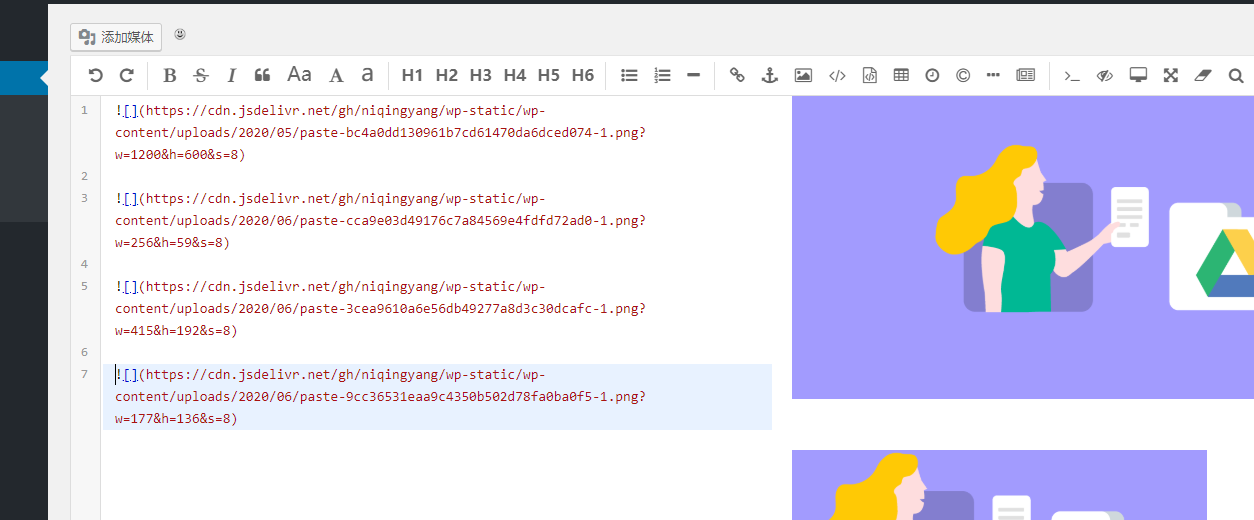 添加媒体
B S I Aa A a H1 H2 H3 H4 H5 H6
1 ![](https://cdn.jsdelivr.net/gh/niqingyang/wp-static/wp-
content/uploads/2020/05/paste-bc4a0dd130961b7cd61470da6dced074-1.png?
w=1200&h=600&s=8)
2
3 ![](https://cdn.jsdelivr.net/gh/niqingyang/wp-static/wp-
content/uploads/2020/06/paste-cca9e03d49176c7a84569e4fdfd72ad0-1.png?
w=256&h=59&s=8)
4
5 ![](https://cdn.jsdelivr.net/gh/niqingyang/wp-static/wp-
content/uploads/2020/06/paste-3cea9610a6e56db49277a8d3c30dcafc-1.png?
w=415&h=192&s=8)
6
7 ![](https://cdn.jsdelivr.net/gh/niqingyang/wp-static/wp-
content/uploads/2020/06/paste-9cc36531eaa9c4350b502d78fa0ba0f5-1.png?
w=177&h=136&s=8)